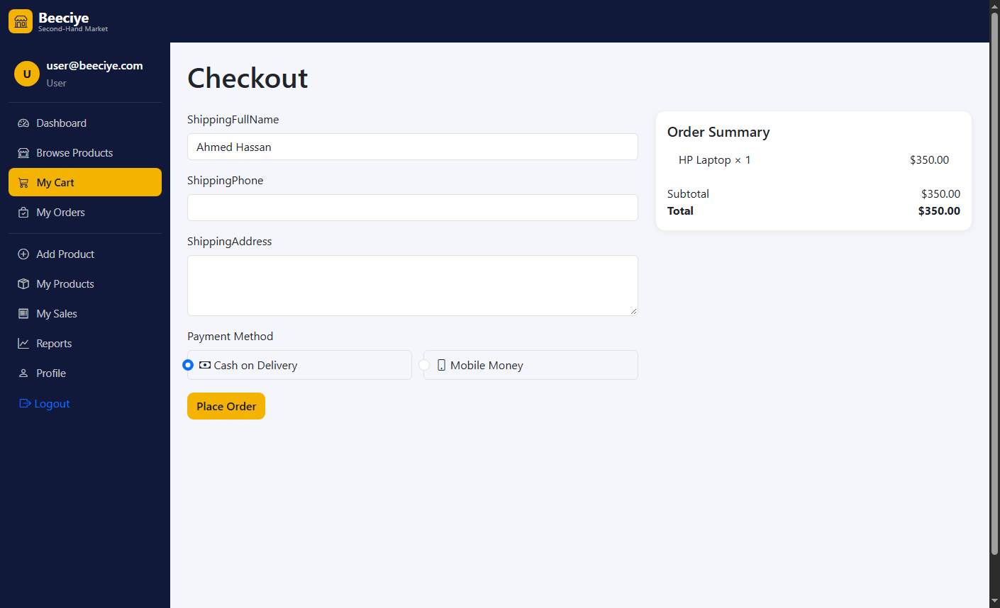 Beeciye
Second-Hand Market
U
user@beeciye.com
User
Dashboard
Browse Products
My Cart
My Orders
Add Product
My Products
My Sales
Reports
Profile
Logout
Checkout
ShippingFullName
Ahmed Hassan
ShippingPhone
ShippingAddress
Payment Method
Cash on Delivery
Mobile Money
Place Order
Order Summary
HP Laptop × 1 $350.00
Subtotal $350.00
Total $350.00